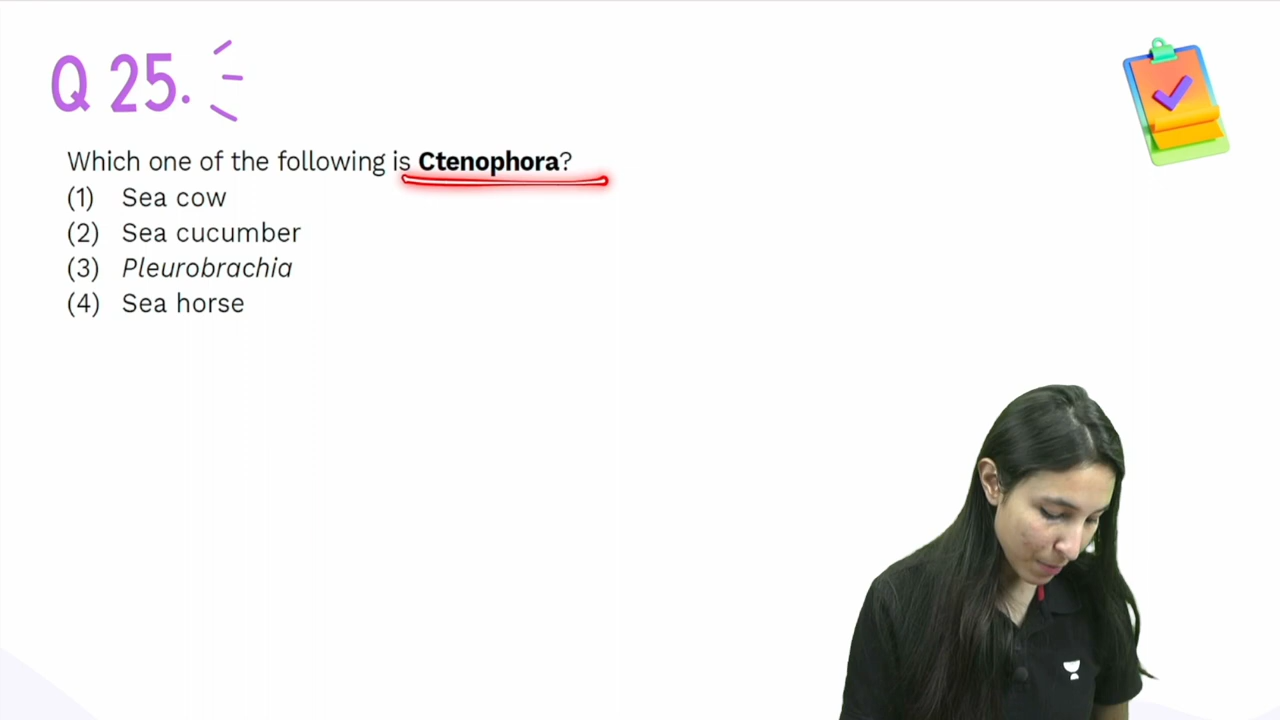 Q 25.
Which one of the following is Ctenophora?
(1) Sea cow
(2) Sea cucumber
(3) Pleurobrachia
(4) Sea horse